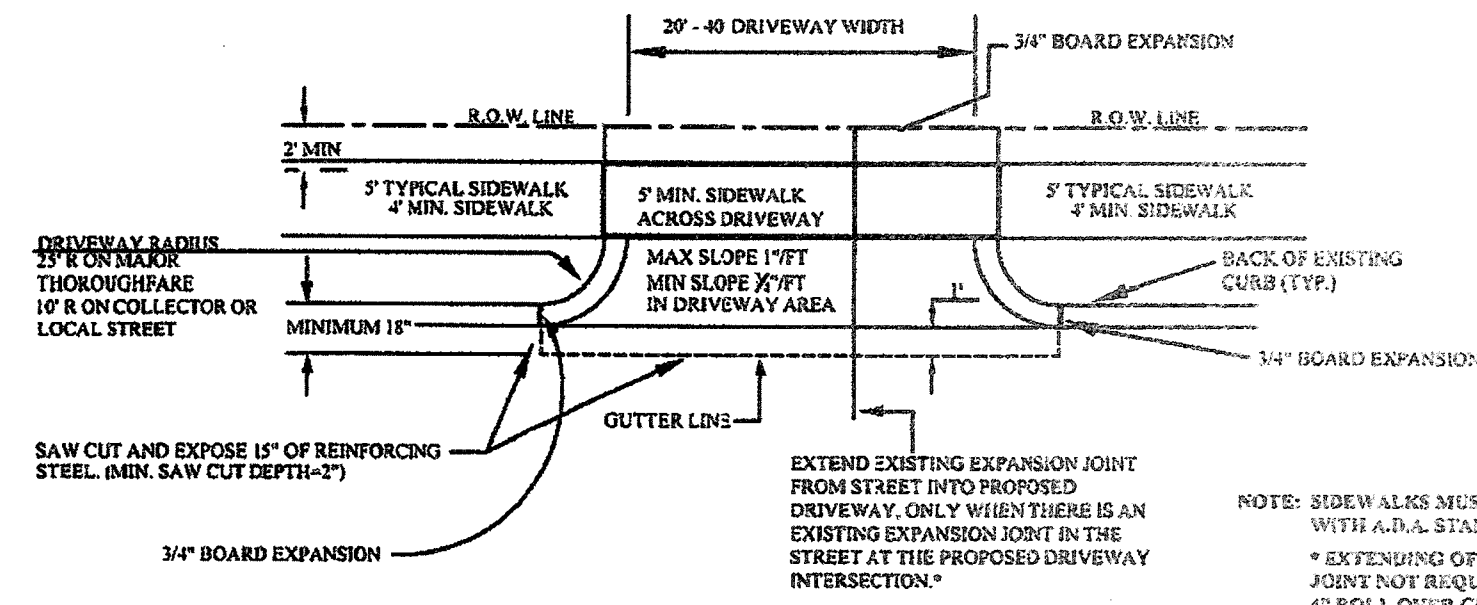 20' - 40 DRIVEWAY WIDTH
3/4" BOARD EXPANSION
R.O.W. LINE
R.O.W. LINE
2' MIN
5' TYPICAL SIDEWALK
4' MIN. SIDEWALK
5' MIN. SIDEWALK
ACROSS DRIVEWAY
5' TYPICAL SIDEWALK
4' MIN. SIDEWALK
DRIVEWAY RADIUS
25' R ON MAJOR
THOROUGHFARE
10' R ON COLLECTOR OR
LOCAL STREET
MAX SLOPE 1"/FT
MIN SLOPE "/FT
IN DRIVEWAY AREA
1'
BACK OF EXISTING
CURB (TYP.)
MINIMUM 18"
3/4" BOARD EXPANSION
GUTTER LINE
SAW CUT AND EXPOSE 15" OF REINFORCING
STEEL. (MIN. SAW CUT DEPTH=2")
3/4" BOARD EXPANSION
EXTEND EXISTING EXPANSION JOINT
FROM STREET INTO PROPOSED
DRIVEWAY, ONLY WHEN THERE IS AN
EXISTING EXPANSION JOINT IN THE
STREET AT THE PROPOSED DRIVEWAY
INTERSECTION.*
NOTE: SIDEWALKS MUS
WITH A.D.A. STA
* EXTENDING OF
JOINT NOT REQU
4" ROLL OVER C